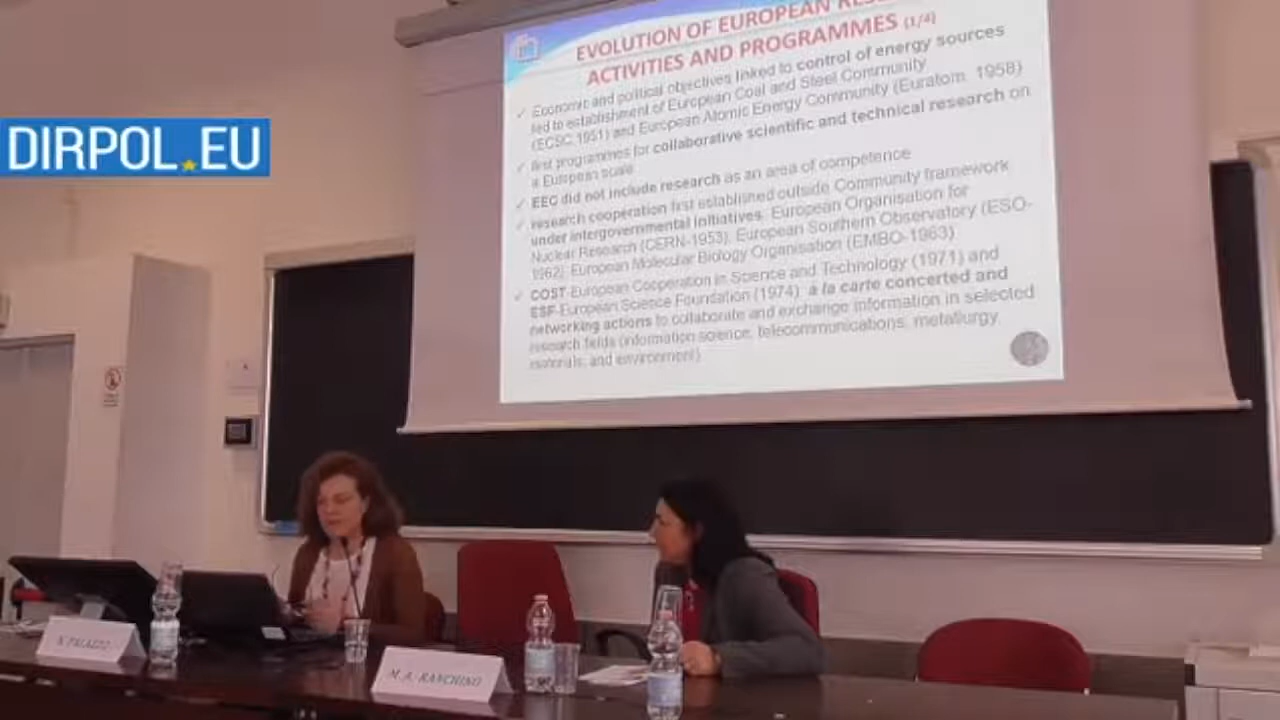 DIRPOL.EU
EVOLUTION OF EUROPEAN
ACTIVITIES AND PROGRAMMES (1/4)
✓ Economic and political objectives linked to control of energy sources
led to establishment of European Coal and Steel Community
(ECSC 1951) and European Atomic Energy Community (Euratom, 1958)
✓ first programmes for collaborative scientific and technical research on
a European scale
✓ EEC did not include research as an area of competence
✓ research cooperation first established outside Community framework
under intergovernmental initiatives: European Organisation for
Nuclear Research (CERN-1953), European Southern Observatory (ESO-
1962), European Molecular Biology Organisation (EMBO-1963)
✓ COST-European Cooperation in Science and Technology (1971) and
ESF-European Science Foundation (1974): a la carte concerted and
networking actions to collaborate and exchange information in selected
research fields (information science, telecommunications, metallurgy,
materials, and environment)
PALAZZI
M. A. RANCHINO